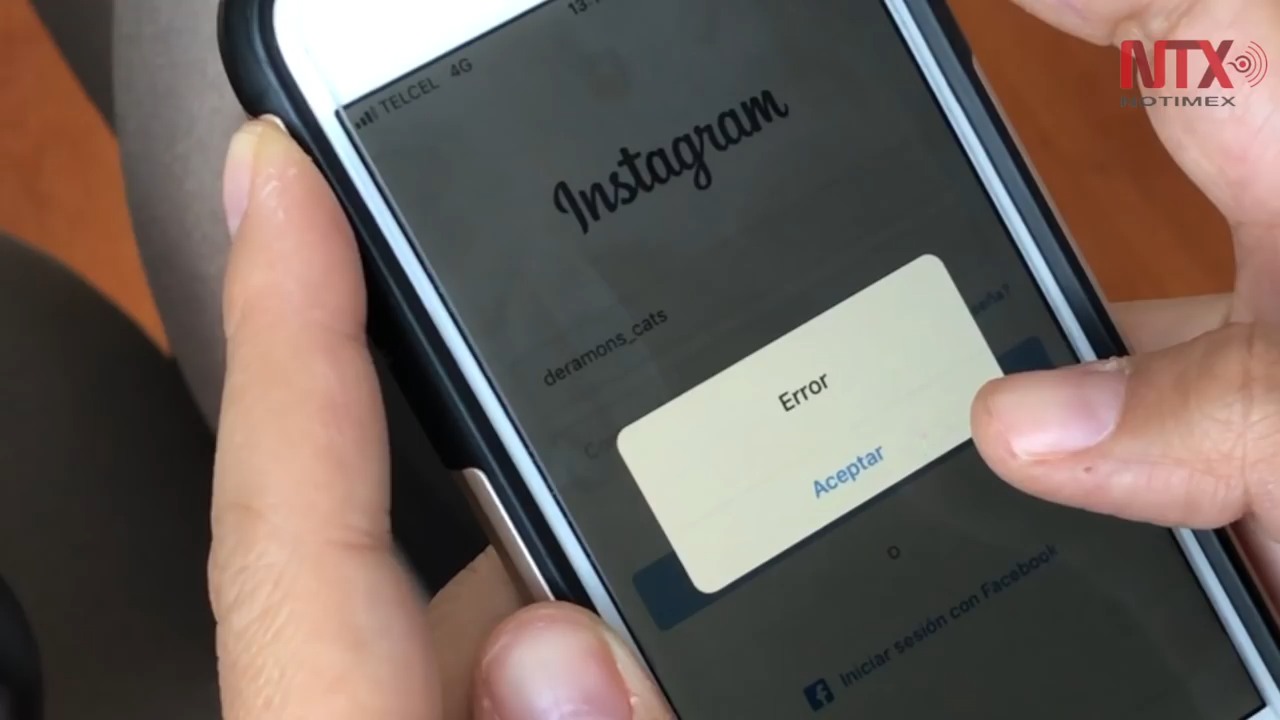 NTX
NOTIMEX
TELCEL 4G
Instagram
deramons_cats
Error
Aceptar
O
Iniciar sesión con Facebook